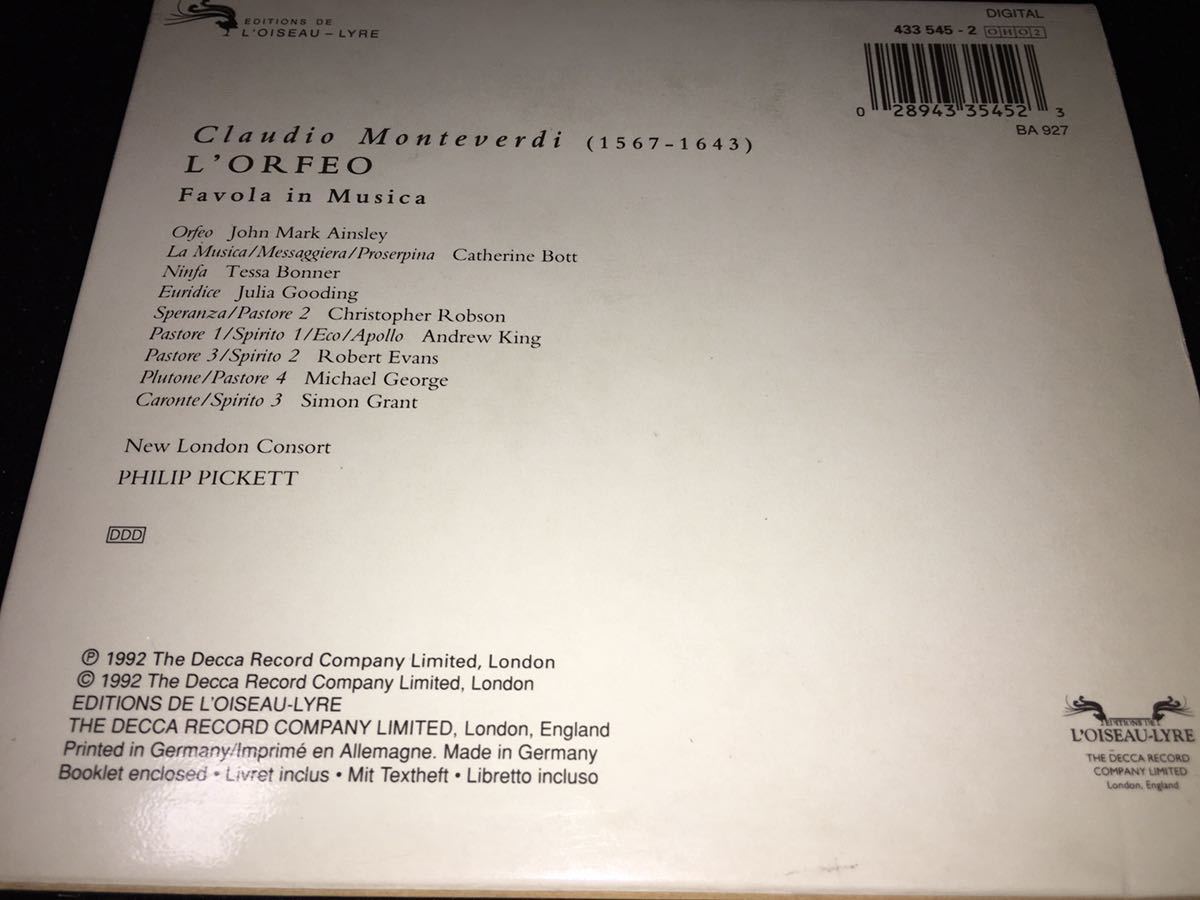 EDITIONS DE
L'OISEAU-LYRE
DIGITAL
433 545 - 2 OHO2
0 28943 35452 3
BA 927
Claudio Monteverdi (1567-1643)
L'ORFEO
Favola in Musica
Orfeo John Mark Ainsley
La Musica/Messaggiera/Proserpina Catherine Bott
Ninfa Tessa Bonner
Euridice Julia Gooding
Speranza/Pastore 2 Christopher Robson
Pastore 1/Spirito 1/Eco/Apollo Andrew King
Pastore 3/Spirito 2 Robert Evans
Plutone/Pastore 4 Michael George
Caronte/Spirito 3 Simon Grant
New London Consort
PHILIP PICKETT
DDD
℗ 1992 The Decca Record Company Limited, London
© 1992 The Decca Record Company Limited, London
EDITIONS DE L'OISEAU-LYRE
THE DECCA RECORD COMPANY LIMITED, London, England
Printed in Germany/Imprimé en Allemagne. Made in Germany
Booklet enclosed • Livret inclus • Mit Textheft • Libretto incluso
EDITIONS DE
L'OISEAU-LYRE
THE DECCA RECORD
COMPANY LIMITED
London, England